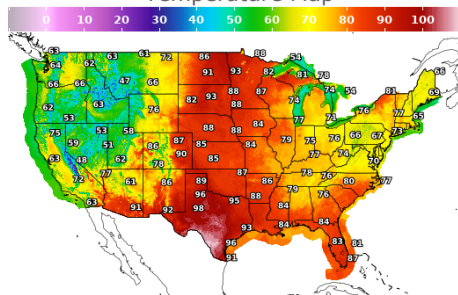 Temperature Map
0 10 20 30 40 50 60 70 80 90 100
63 63 61 72 86 88 54
64 62 91 93 82 81 78 66
66 66 47 66 88 87 74 74 54 81 69
62 63 76 82 93 88 77 71 76 77 65
53 88 88 84 73
75 53 58 87 79 75 76 66 67
59 51 86 85 84 77 74
63 48 62 90 85 70
72 77 78 87 78 76
61 86 89 86 79 80 77
63 91 92 96 95 84 84
98 93 84
96 83 81
91 87